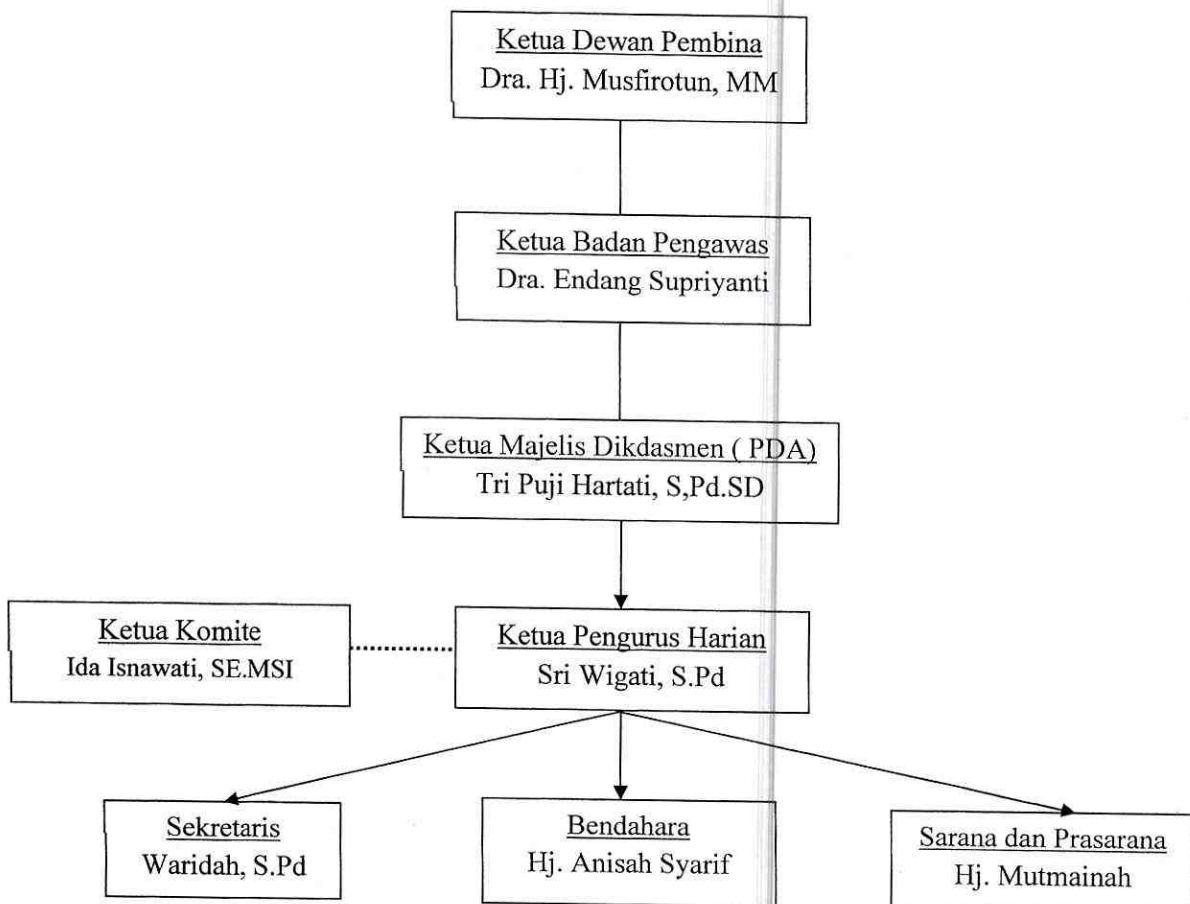 Ketua Dewan Pembina
Dra. Hj. Musfirotun, MM
Ketua Badan Pengawas
Dra. Endang Supriyanti
Ketua Majelis Dikdasmen ( PDA)
Tri Puji Hartati, S,Pd.SD
Ketua Komite
Ida Isnawati, SE.MSI
Ketua Pengurus Harian
Sri Wigati, S.Pd
Sekretaris
Waridah, S.Pd
Bendahara
Hj. Anisah Syarif
Sarana dan Prasarana
Hj. Mutmainah